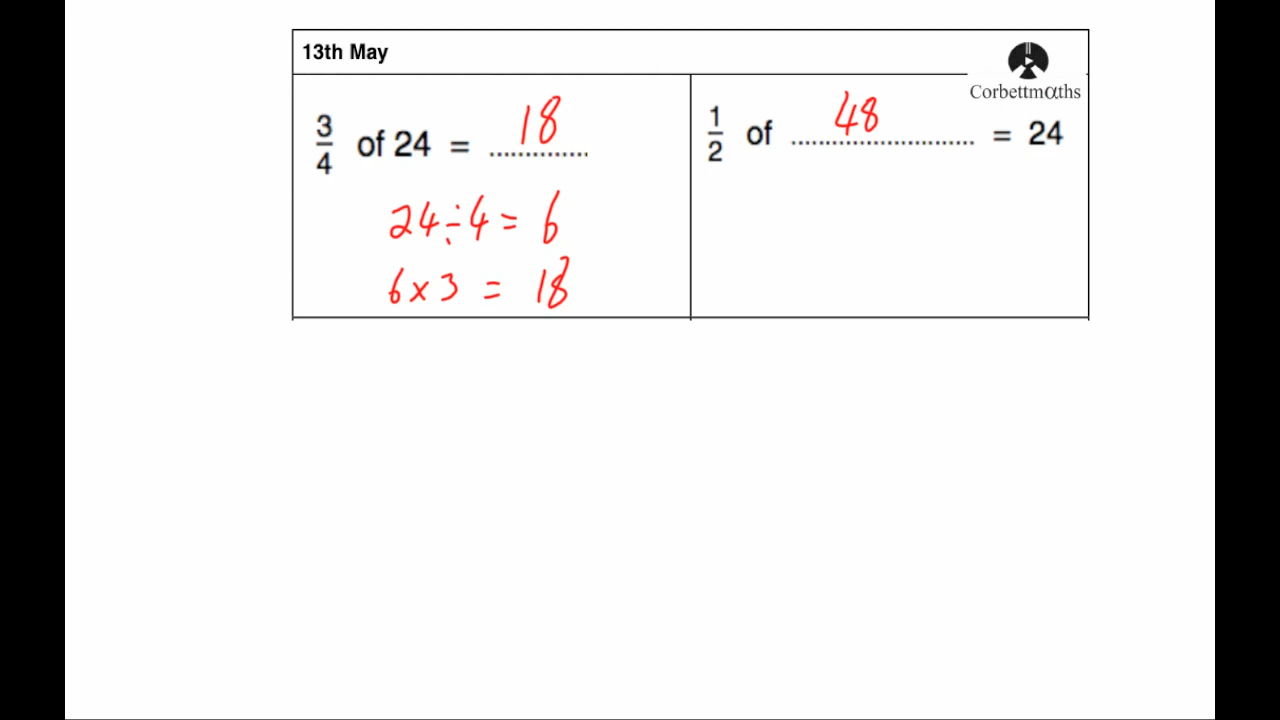 13th May
Corbettmαths
3/4 of 24 = 18
24 ÷ 4 = 6
6 × 3 = 18
1/2 of 48 = 24